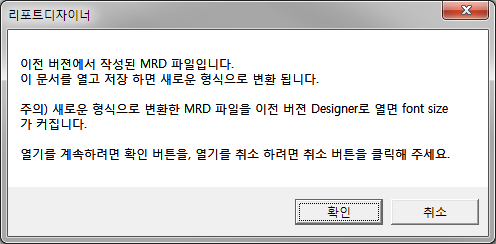 리포트디자이너
이전 버젼에서 작성된 MRD 파일입니다.
이 문서를 열고 저장 하면 새로운 형식으로 변환 됩니다.
주의) 새로운 형식으로 변환한 MRD 파일을 이전 버젼 Designer로 열면 font size
가 커집니다.
열기를 계속하려면 확인 버튼을, 열기를 취소 하려면 취소 버튼을 클릭해 주세요.
확인
취소